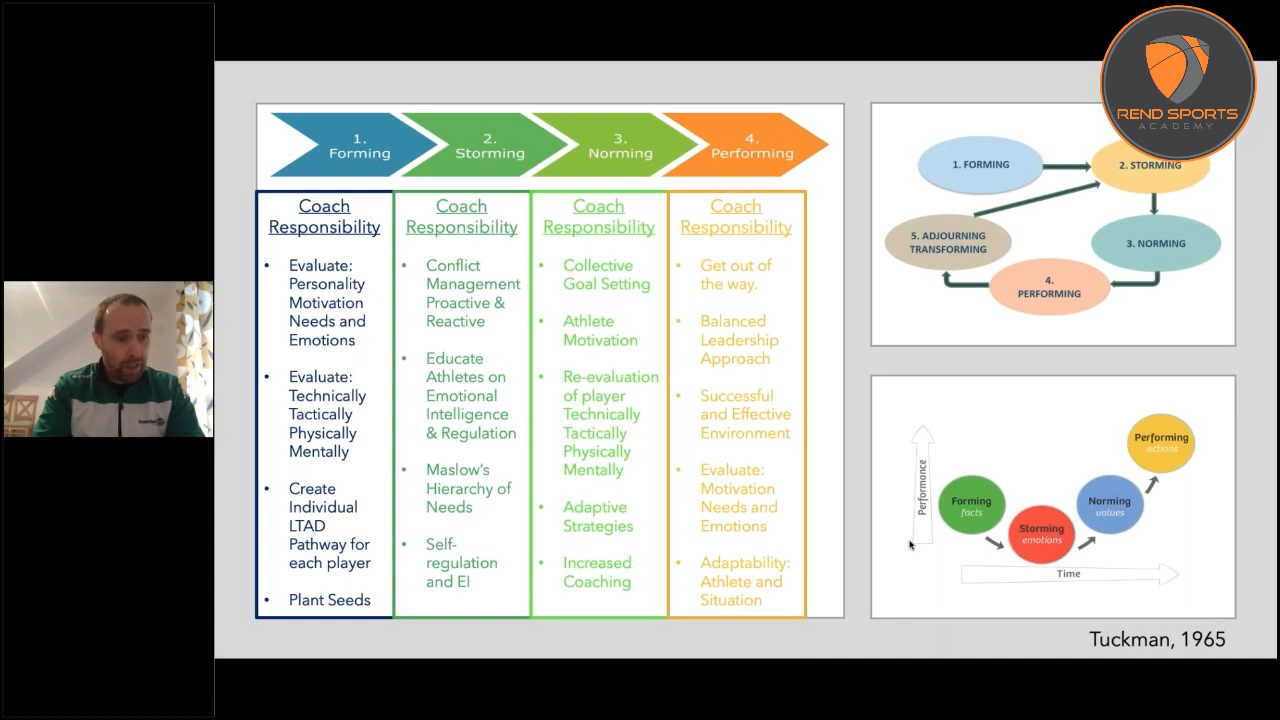 1.
Forming
2.
Storming
3.
Norming
4.
Performing
Coach
Responsibility
• Evaluate:
Personality
Motivation
Needs and
Emotions
• Evaluate:
Technically
Tactically
Physically
Mentally
• Create
Individual
LTAD
Pathway for
each player
• Plant Seeds
Coach
Responsibility
• Conflict
Management
Proactive &
Reactive
• Educate
Athletes on
Emotional
Intelligence
& Regulation
• Maslow's
Hierarchy of
Needs
• Self-
regulation
and EI
Coach
Responsibility
• Collective
Goal Setting
• Athlete
Motivation
• Re-evaluation
of player
Technically
Tactically
Physically
Mentally
• Adaptive
Strategies
• Increased
Coaching
Coach
Responsibility
• Get out of
the way.
• Balanced
Leadership
Approach
• Successful
and Effective
Environment
• Evaluate:
Motivation
Needs and
Emotions
• Adaptability:
Athlete and
Situation
REND SPORTS
ACADEMY
1. FORMING
2. STORMING
3. NORMING
4.
PERFORMING
5. ADJOURNING
TRANSFORMING
Performance
Forming
facts
Storming
emotions
Norming
values
Performing
actions
Time
Tuckman, 1965